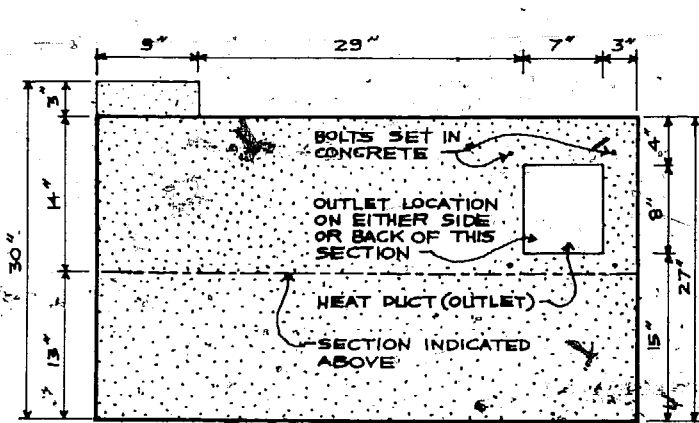 9" 29" 7" 3"
3"
14"
13"
30"
BOLTS SET IN
CONCRETE
OUTLET LOCATION
ON EITHER SIDE
OR BACK OF THIS
SECTION
HEAT DUCT (OUTLET)
SECTION INDICATED
ABOVE
4"
8"
15"
27"